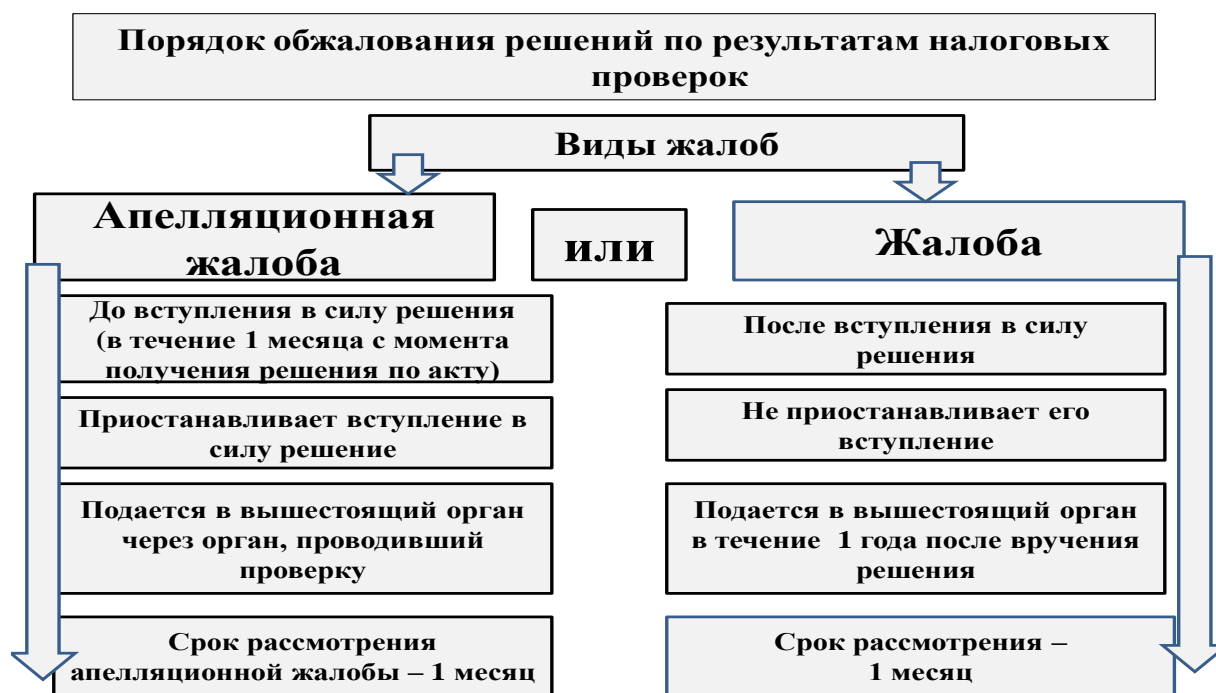 Порядок обжалования решений по результатам налоговых
проверок
Виды жалоб
Апелляционная
жалоба
или
Жалоба
До вступления в силу решения
(в течение 1 месяца с момента
получения решения по акту)
Приостанавливает вступление в
силу решение
Подается в вышестоящий орган
через орган, проводивший
проверку
Срок рассмотрения
апелляционной жалобы – 1 месяц
После вступления в силу
решения
Не приостанавливает его
вступление
Подается в вышестоящий орган
в течение 1 года после вручения
решения
Срок рассмотрения –
1 месяц